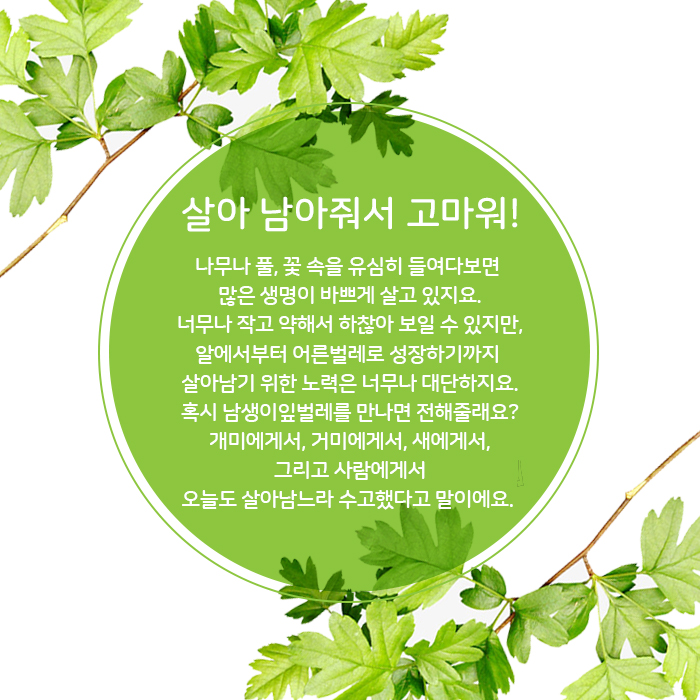 살아 남아줘서 고마워!
나무나 풀, 꽃 속을 유심히 들여다보면
많은 생명이 바쁘게 살고 있지요.
너무나 작고 약해서 하찮아 보일 수 있지만,
알에서부터 어른벌레로 성장하기까지
살아남기 위한 노력은 너무나 대단하지요.
혹시 남생이잎벌레를 만나면 전해줄래요?
개미에게서, 거미에게서, 새에게서,
그리고 사람에게서
오늘도 살아남느라 수고했다고 말이에요.